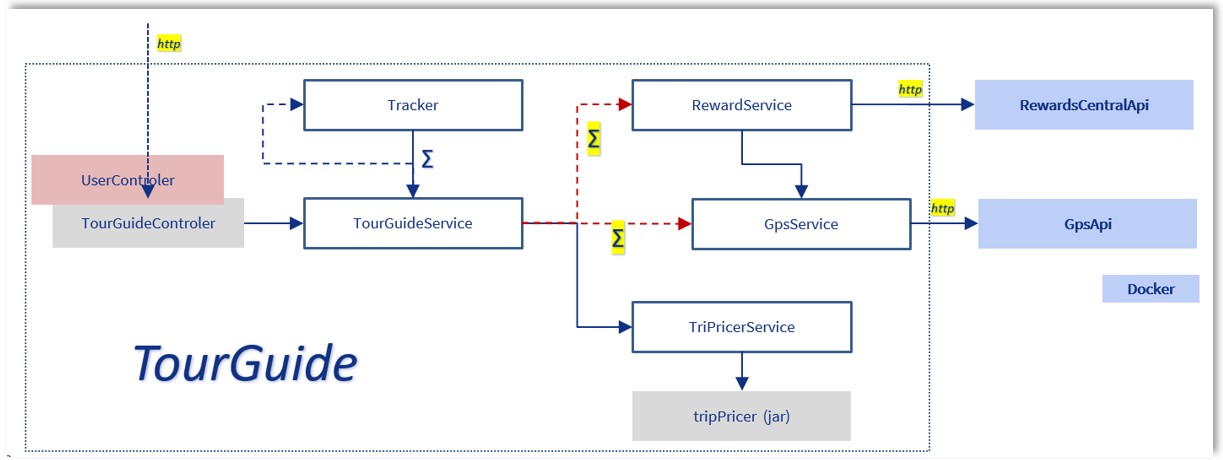 http
Tracker
RewardService
http
RewardsCentralApi
Σ
Σ
UserControler
TourGuideControler
TourGuideService
Σ
GpsService
http
GpsApi
Docker
TriPricerService
TourGuide
tripPricer (jar)